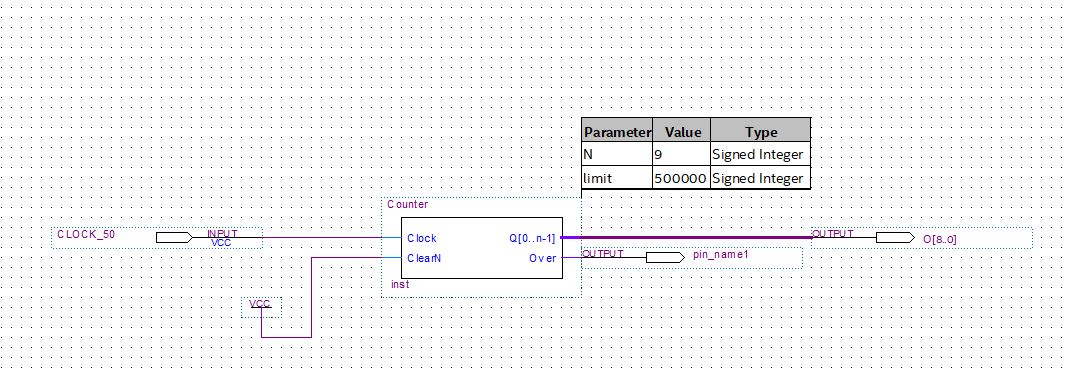 Parameter Value Type
N 9 Signed Integer
limit 500000 Signed Integer
Counter
CLOCK_50 INPUT VCC
Clock Q[0..n-1] OUTPUT O[8..0]
ClearN Over OUTPUT pin_name1
inst
VCC